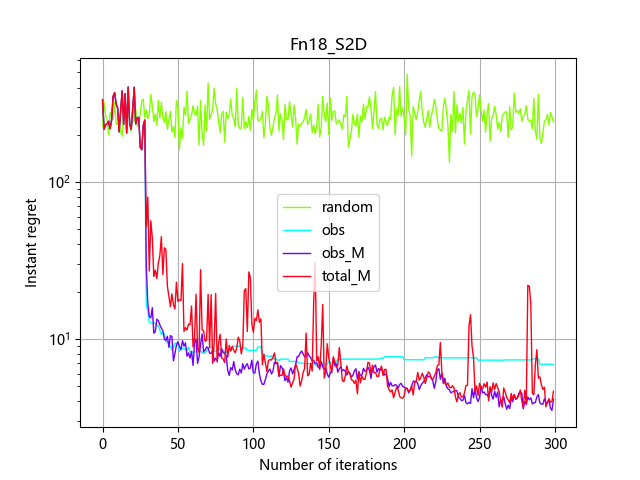 Fn18_S2D
Instant regret
10²
10¹
random
obs
obs_M
total_M
0 50 100 150 200 250 300
Number of iterations